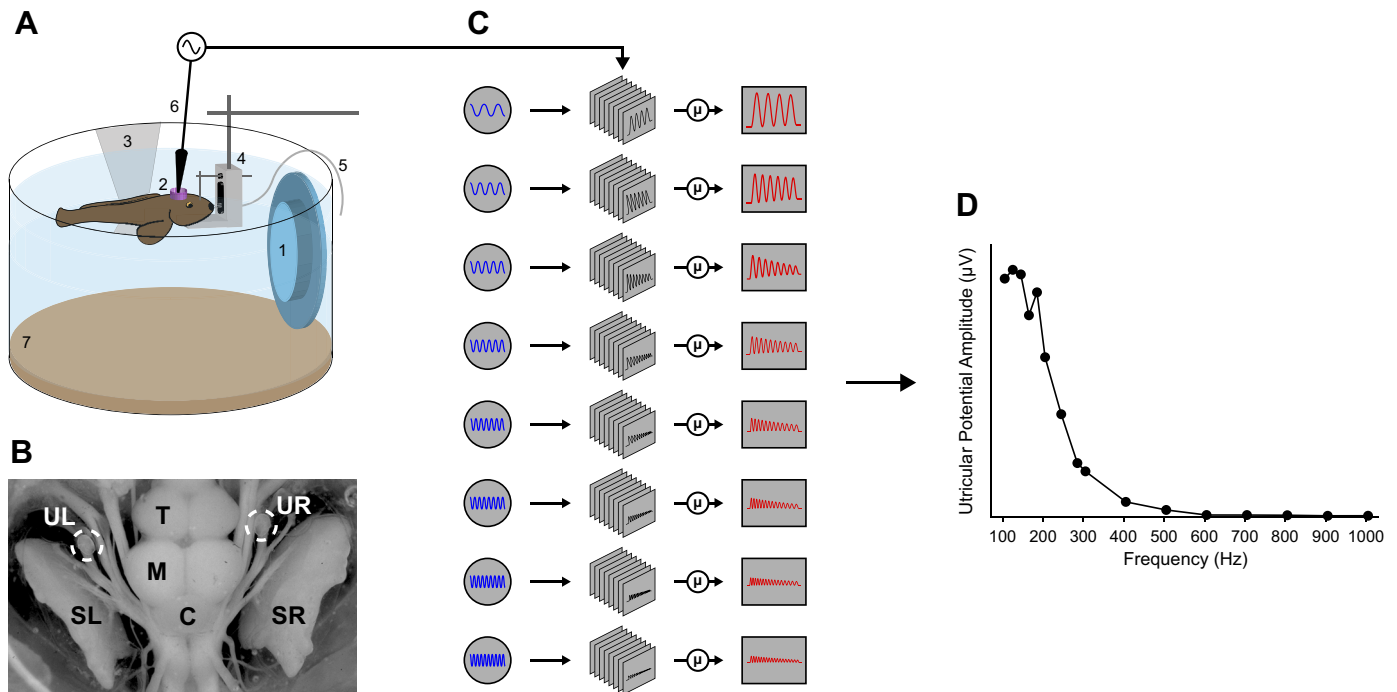 A
6
3
4
5
2
1
7
B
UL
T
UR
M
SL
C
SR
C
μ
μ
μ
μ
μ
μ
μ
μ
D
Utricular Potential Amplitude (µV)
100 200 300 400 500 600 700 800 900 1000
Frequency (Hz)